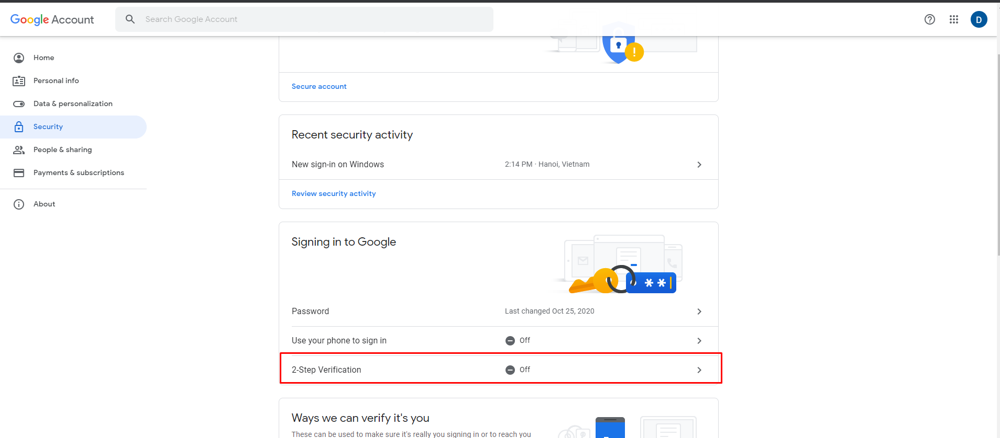 Google Account
Search Google Account
D
Home
Personal info
Data & personalization
Security
People & sharing
Payments & subscriptions
About
!
Secure account
Recent security activity
New sign-in on Windows 2:14 PM · Hanoi, Vietnam
Review security activity
Signing in to Google
**
Password Last changed Oct 25, 2020
Use your phone to sign in Off
2-Step Verification Off
Ways we can verify it's you
These can be used to make sure it's really you signing in or to reach you